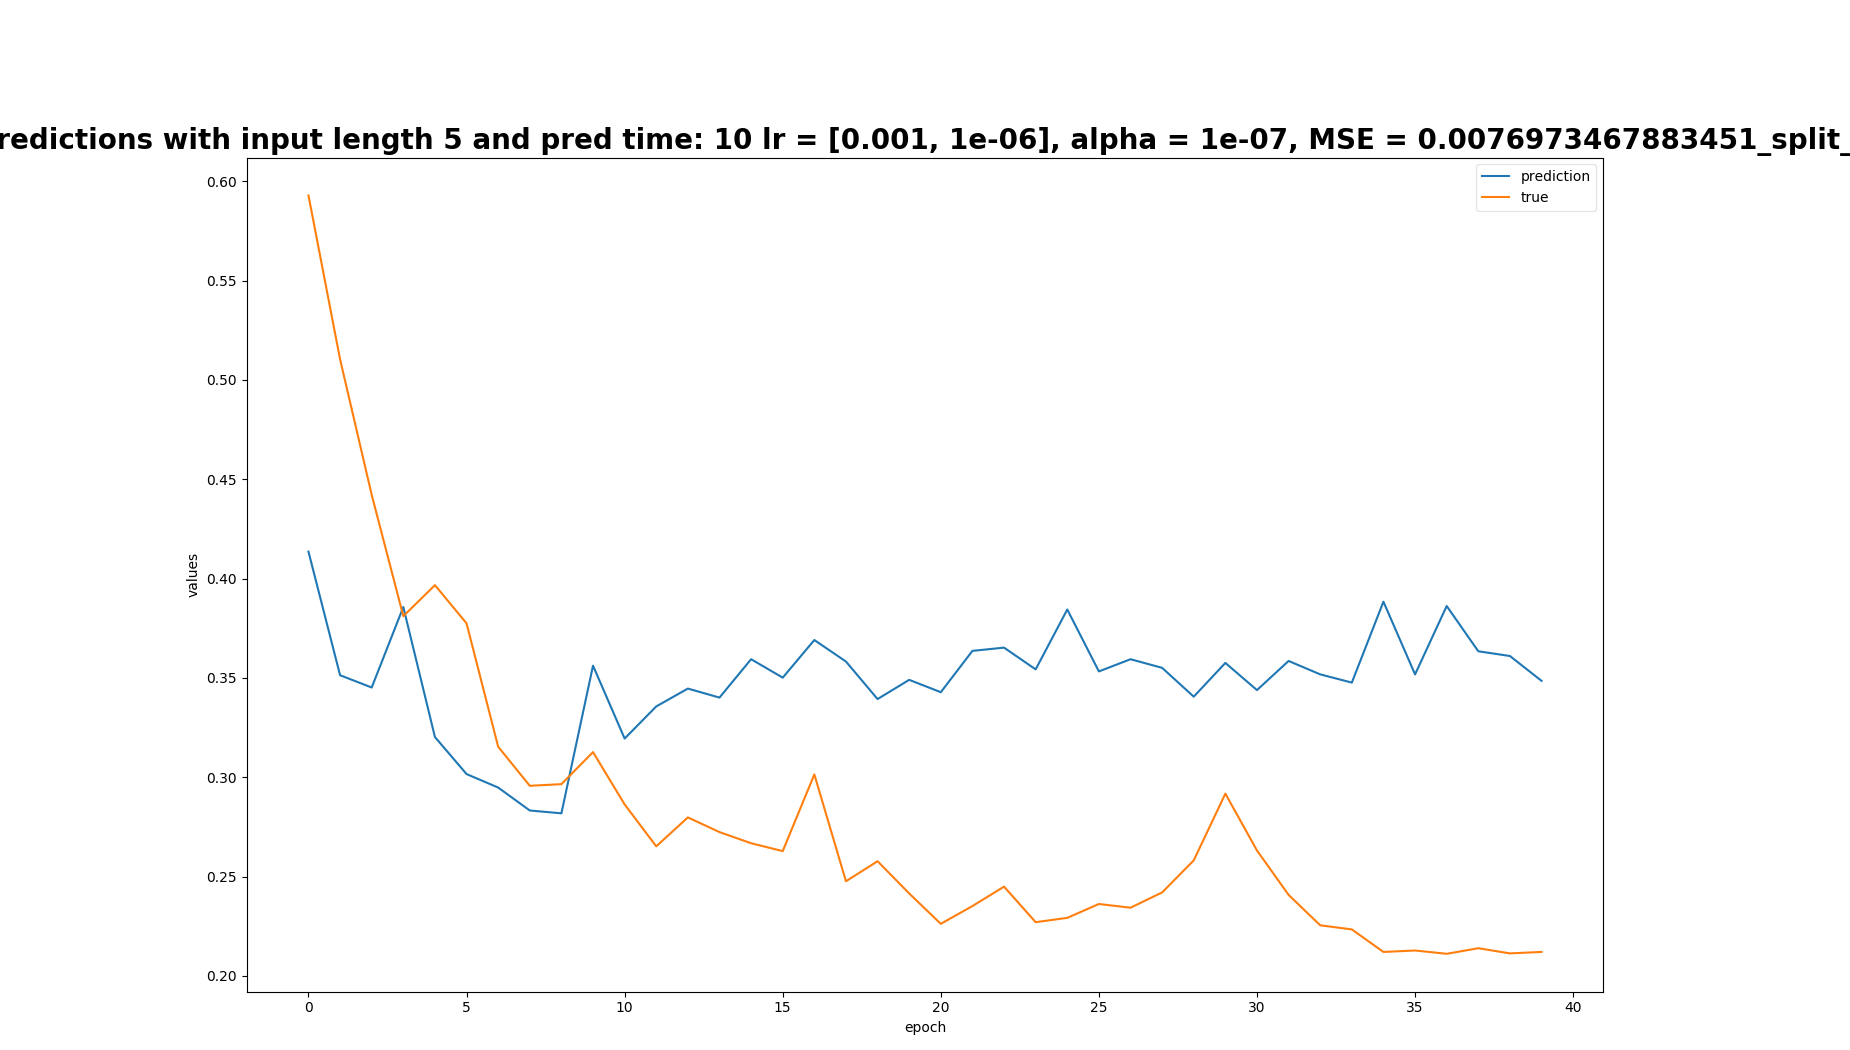 redictions with input length 5 and pred time: 10 lr = [0.001, 1e-06], alpha = 1e-07, MSE = 0.0076973467883451_split_
prediction
true
0.60
0.55
0.50
0.45
0.40
0.35
0.30
0.25
0.20
values
0 5 10 15 20 25 30 35 40
epoch